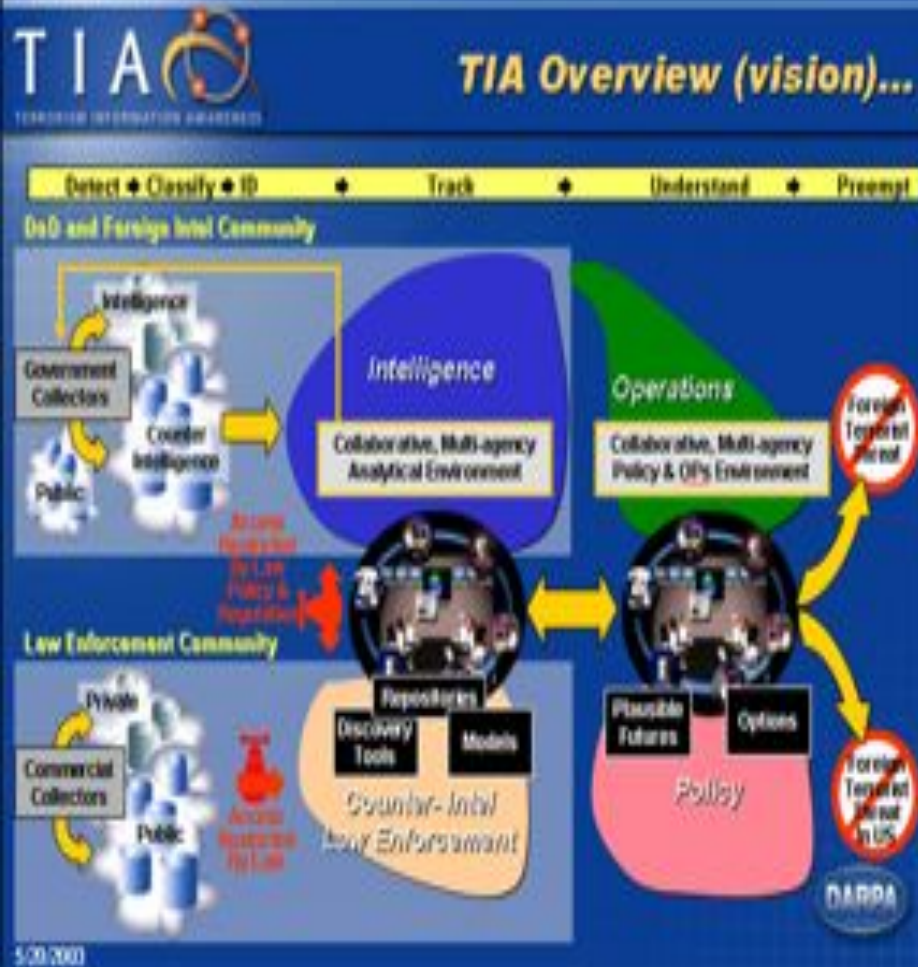 TIA
TERRORISM INFORMATION AWARENESS
TIA Overview (vision)...
Detect ◆ Classify ◆ ID ◆ Track ◆ Understand ◆ Preempt
DoD and Foreign Intel Community
Intelligence
Government
Collectors
Counter
Intelligence
Public
Intelligence
Collaborative, Multi-agency
Analytical Environment
Operations
Collaborative, Multi-agency
Policy & OPs Environment
Foreign
Terrorist
Threat
Access
By Law
Policy &
Regulation
Law Enforcement Community
Private
Commercial
Collectors
Public
Access
By Law
Repositories
Discovery
Tools
Models
Counter- Intel
Law Enforcement
Plausible
Futures
Options
Policy
Foreign
Terrorist
Threat
In US
DARPA
5/20/2003